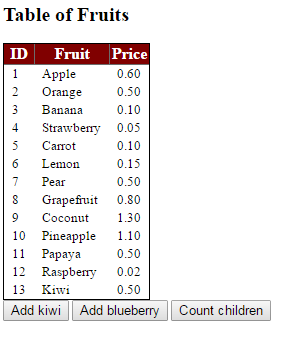 Table of Fruits
ID Fruit Price
1 Apple 0.60
2 Orange 0.50
3 Banana 0.10
4 Strawberry 0.05
5 Carrot 0.10
6 Lemon 0.15
7 Pear 0.50
8 Grapefruit 0.80
9 Coconut 1.30
10 Pineapple 1.10
11 Papaya 0.50
12 Raspberry 0.02
13 Kiwi 0.50
Add kiwi Add blueberry Count children